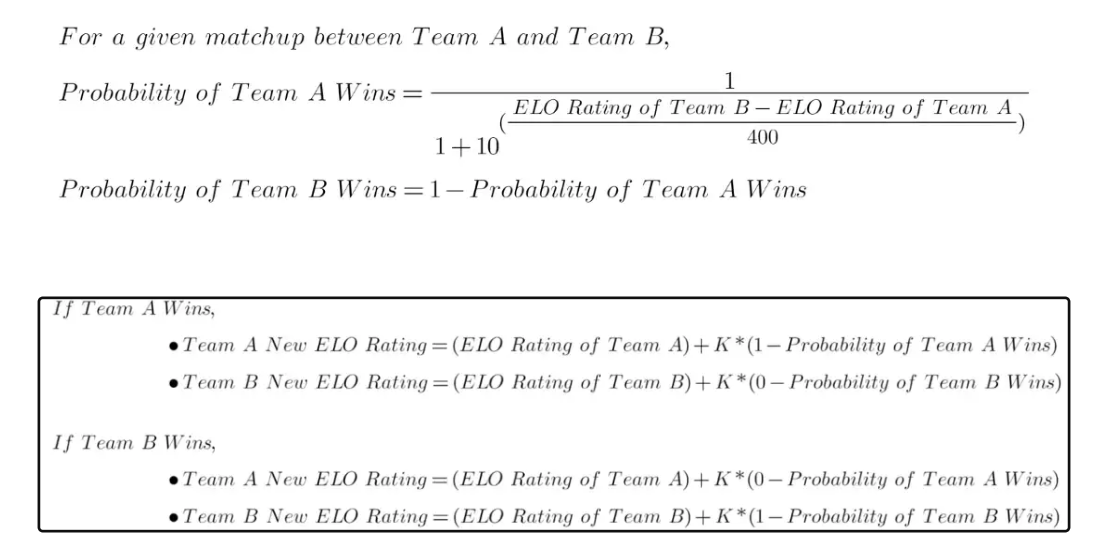 For a given matchup between Team A and Team B,
Probability of Team A Wins = 1 / (1 + 10^((ELO Rating of Team B − ELO Rating of Team A) / 400))
Probability of Team B Wins = 1 − Probability of Team A Wins
If Team A Wins,
• Team A New ELO Rating = (ELO Rating of Team A) + K * (1 − Probability of Team A Wins)
• Team B New ELO Rating = (ELO Rating of Team B) + K * (0 − Probability of Team B Wins)
If Team B Wins,
• Team A New ELO Rating = (ELO Rating of Team A) + K * (0 − Probability of Team A Wins)
• Team B New ELO Rating = (ELO Rating of Team B) + K * (1 − Probability of Team B Wins)